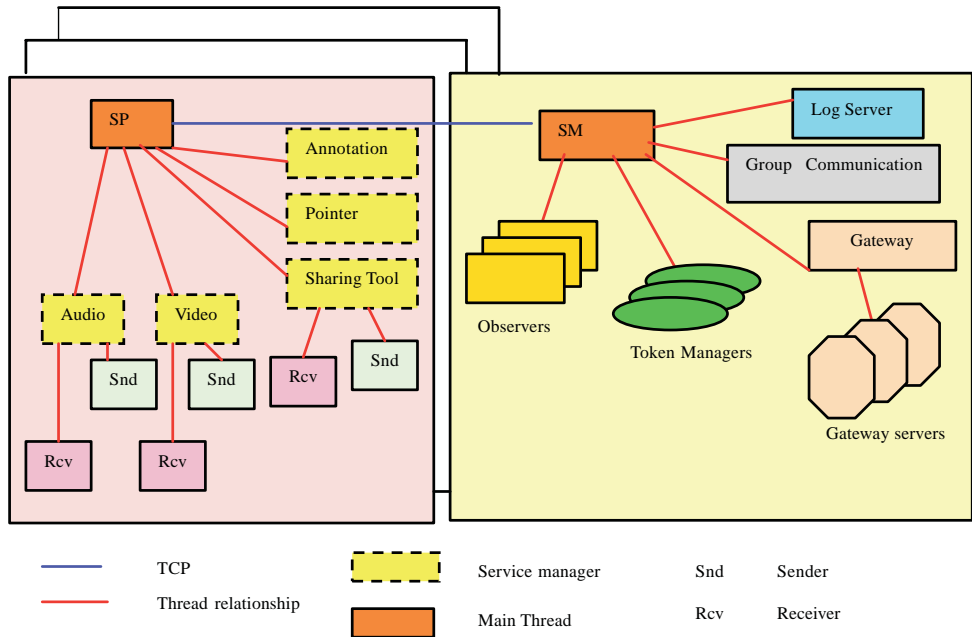 SP
Annotation
Pointer
Sharing Tool
Audio
Video
Snd
Snd
Rcv
Snd
Rcv
Rcv
SM
Log Server
Group Communication
Gateway
Observers
Token Managers
Gateway servers
TCP
Service manager
Snd Sender
Thread relationship
Main Thread
Rcv Receiver